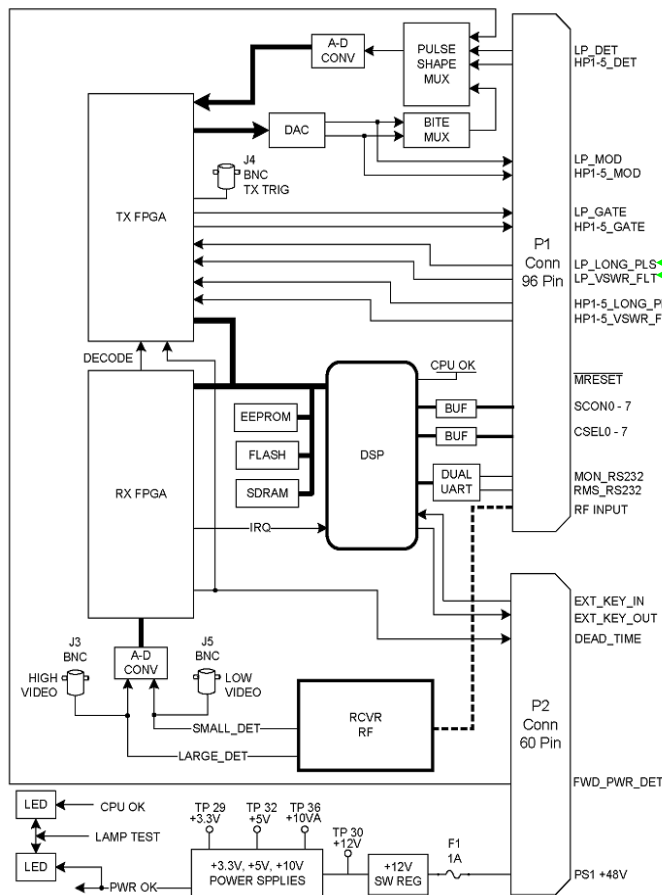 A-D
CONV
PULSE
SHAPE
MUX
LP_DET
HP1-5_DET
DAC
BITE
MUX
J4
BNC
TX TRIG
LP_MOD
HP1-5_MOD
TX FPGA
LP_GATE
HP1-5_GATE
P1
Conn
96 Pin
LP_LONG_PLS
LP_VSWR_FLT
HP1-5_LONG_P
HP1-5_VSWR_F
DECODE
CPU OK
MRESET
EEPROM
BUF
SCON0 - 7
FLASH
DSP
BUF
CSEL0 - 7
SDRAM
DUAL
UART
MON_RS232
RMS_RS232
RX FPGA
RF INPUT
IRQ
EXT_KEY_IN
EXT_KEY_OUT
DEAD_TIME
J3
BNC
A-D
CONV
J5
BNC
HIGH
VIDEO
LOW
VIDEO
SMALL_DET
LARGE_DET
RCVR
RF
P2
Conn
60 Pin
FWD_PWR_DET
LED
CPU OK
LAMP TEST
LED
PWR OK
TP 29
+3.3V
TP 32
+5V
TP 36
+10VA
TP 30
+12V
F1
1A
+3.3V, +5V, +10V
POWER SPPLIES
+12V
SW REG
PS1 +48V